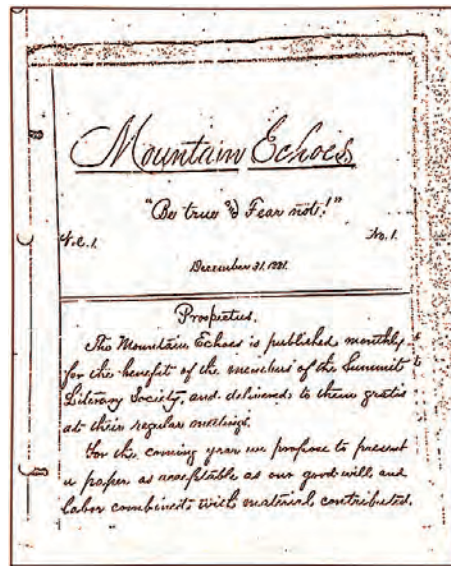 Mountain Echoes
"Be true and Fear not!"
Vol. 1. No. 1.
December 31. 1881.
Prospectus.
The Mountain Echoes is published monthly
for the benefit of the members of the Summit
Literary Society, and delivered to them gratis
at their regular meetings.
For the coming year we propose to present
a paper as acceptable as our good will and
labor combined with material contributed.